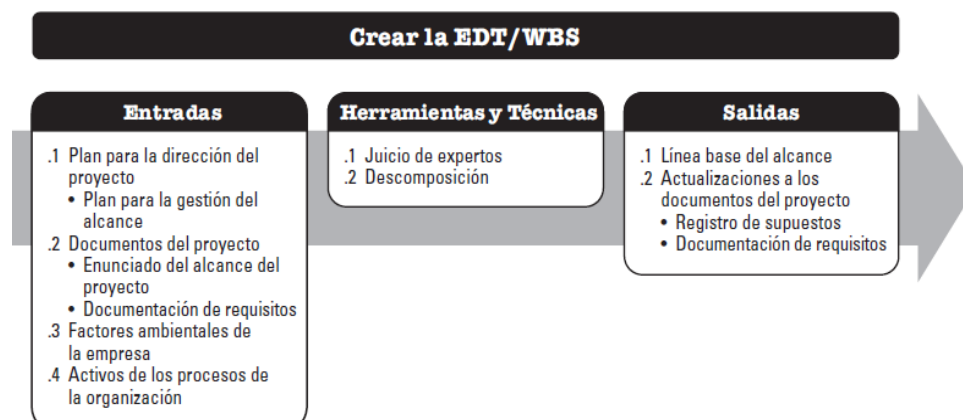 Crear la EDT/WBS
Entradas
.1 Plan para la dirección del
proyecto
• Plan para la gestión del
alcance
.2 Documentos del proyecto
• Enunciado del alcance del
proyecto
• Documentación de requisitos
.3 Factores ambientales de
la empresa
.4 Activos de los procesos de
la organización
Herramientas y Técnicas
.1 Juicio de expertos
.2 Descomposición
Salidas
.1 Línea base del alcance
.2 Actualizaciones a los
documentos del proyecto
• Registro de supuestos
• Documentación de requisitos